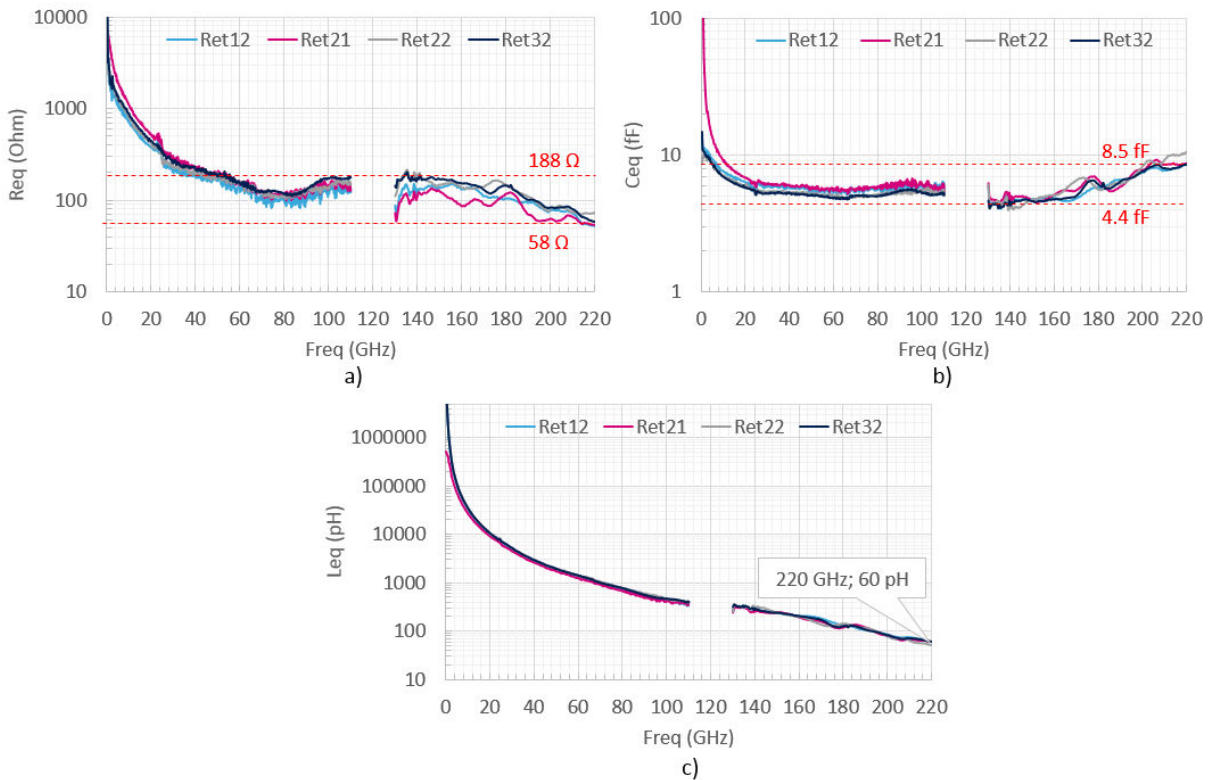 10000
1000
100
10
Req (Ohm)
Ret12 Ret21 Ret22 Ret32
188 Ω
58 Ω
0 20 40 60 80 100 120 140 160 180 200 220
Freq (GHz)
a)
100
10
1
Ceq (fF)
Ret12 Ret21 Ret22 Ret32
8.5 fF
4.4 fF
0 20 40 60 80 100 120 140 160 180 200 220
Freq (GHz)
b)
1000000
100000
10000
1000
100
10
Leq (pH)
Ret12 Ret21 Ret22 Ret32
220 GHz; 60 pH
0 20 40 60 80 100 120 140 160 180 200 220
Freq (GHz)
c)